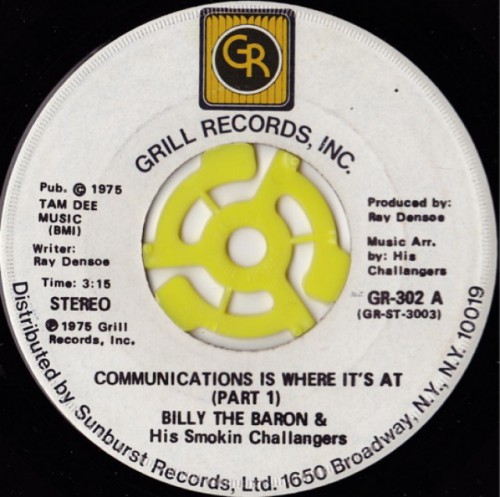 GR
GRILL RECORDS, INC.
Pub. © 1975
TAM DEE
MUSIC
(BMI)
Writer:
Ray Densoe
Time: 3:15
STEREO
℗ 1975 Grill
Records, Inc.
Produced by:
Ray Densoe
Music Arr.
by: His
Challangers
GR-302 A
(GR-ST-3003)
COMMUNICATIONS IS WHERE IT'S AT
(PART 1)
BILLY THE BARON &
His Smokin Challangers
Distributed by Sunburst Records, Ltd. 1650 Broadway, N.Y., N.Y. 10019